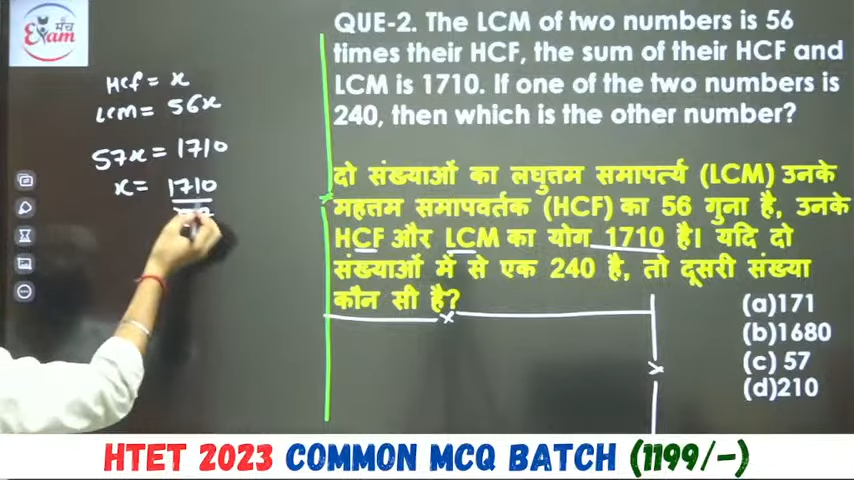 Exam मंच
QUE-2. The LCM of two numbers is 56
times their HCF, the sum of their HCF and
LCM is 1710. If one of the two numbers is
240, then which is the other number?
दो संख्याओं का लघुतम समापर्त्य (LCM) उनके
महत्तम समापवर्तक (HCF) का 56 गुना है, उनके
HCF और LCM का योग 1710 है। यदि दो
संख्याओं में से एक 240 है, तो दूसरी संख्या
कौन सी है?
(a)171
(b)1680
(c) 57
(d)210
HCF = x
LCM = 56x
57x = 1710
x = 1710
HTET 2023 COMMON MCQ BATCH (1199/-)